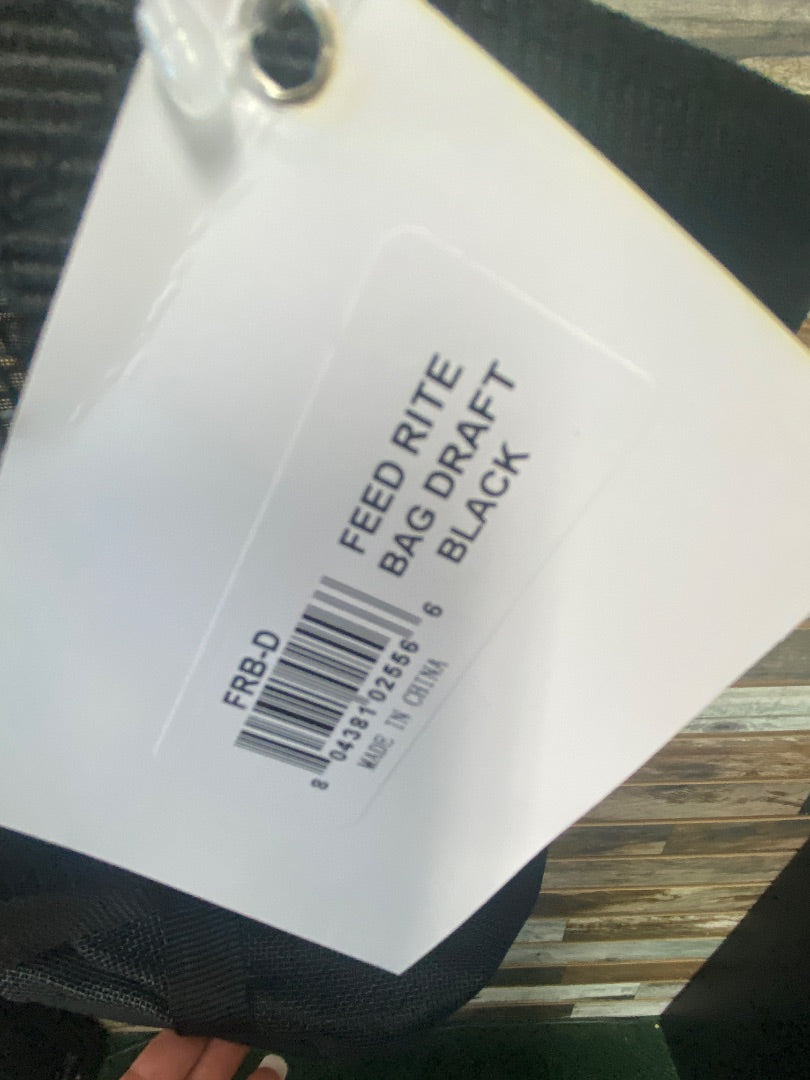 FEED RITE
BAG DRAFT
BLACK
FRB-D
8 04381 02556 6
MADE IN CHINA